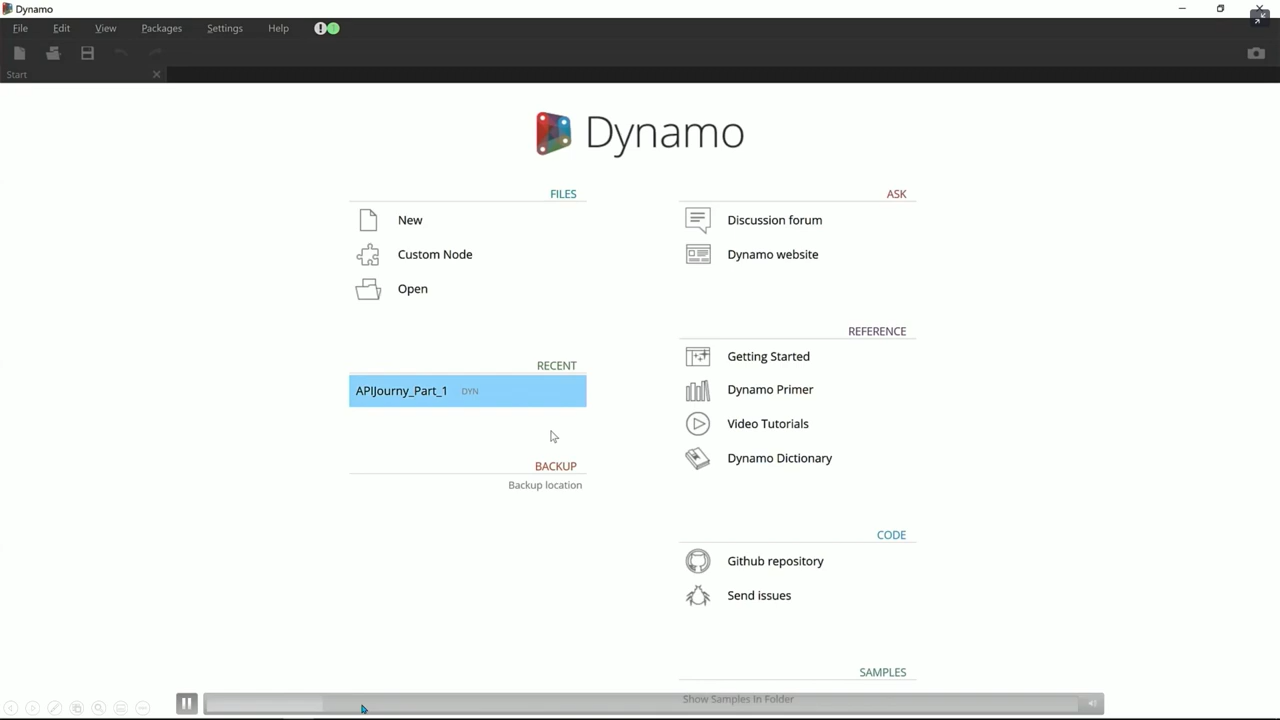 Dynamo
File Edit View Packages Settings Help
Start
Dynamo
FILES
New
Custom Node
Open
RECENT
APIJourny_Part_1 DYN
BACKUP
Backup location
ASK
Discussion forum
Dynamo website
REFERENCE
Getting Started
Dynamo Primer
Video Tutorials
Dynamo Dictionary
CODE
Github repository
Send issues
SAMPLES
Show Samples In Folder